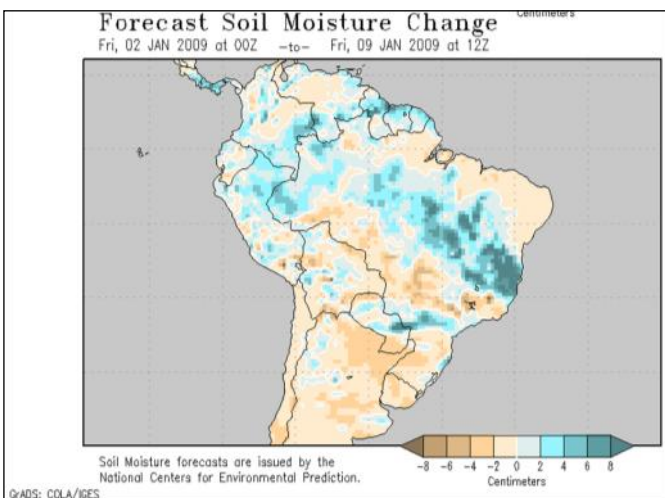 Centimeters
Forecast Soil Moisture Change
Fri, 02 JAN 2009 at 00Z —to— Fri, 09 JAN 2009 at 12Z
Soil Moisture forecasts are issued by the
National Centers for Environmental Prediction.
-8 -6 -4 -2 0 2 4 6 8
Centimeters
GrADS: COLA/IGES